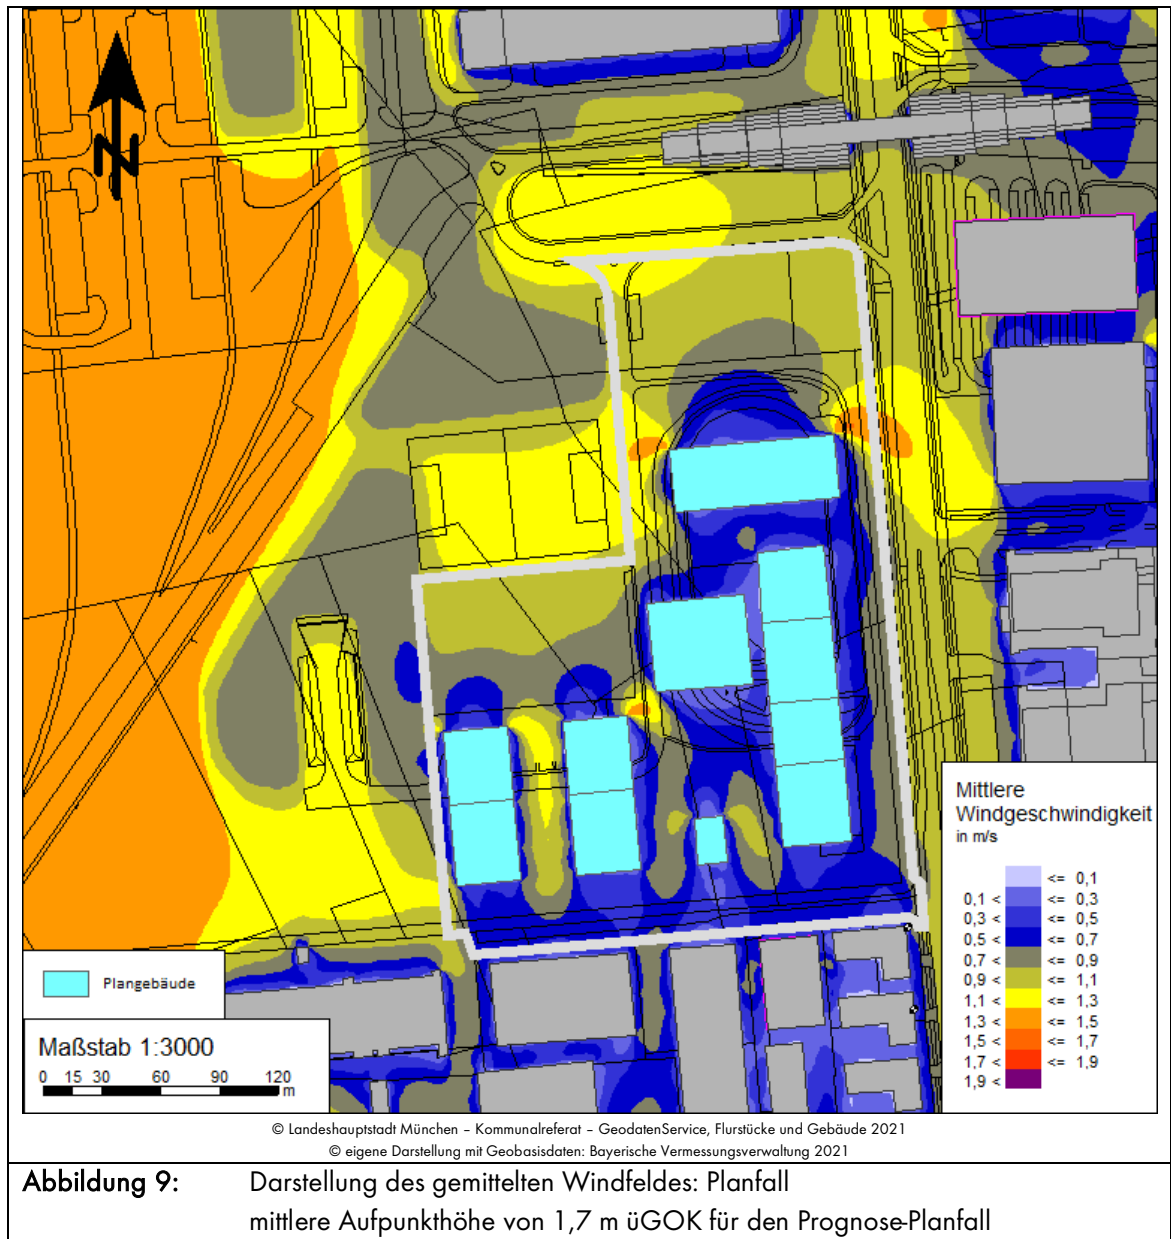 N
Mittlere
Windgeschwindigkeit
in m/s
<= 0,1
0,1 < <= 0,3
0,3 < <= 0,5
0,5 < <= 0,7
0,7 < <= 0,9
0,9 < <= 1,1
1,1 < <= 1,3
1,3 < <= 1,5
1,5 < <= 1,7
1,7 < <= 1,9
1,9 <
Plangebäude
Maßstab 1:3000
0 15 30 60 90 120
m
© Landeshauptstadt München – Kommunalreferat – GeodatenService, Flurstücke und Gebäude 2021
© eigene Darstellung mit Geobasisdaten: Bayerische Vermessungsverwaltung 2021
Abbildung 9: Darstellung des gemittelten Windfeldes: Planfall
mittlere Aufpunkthöhe von 1,7 m üGOK für den Prognose-Planfall